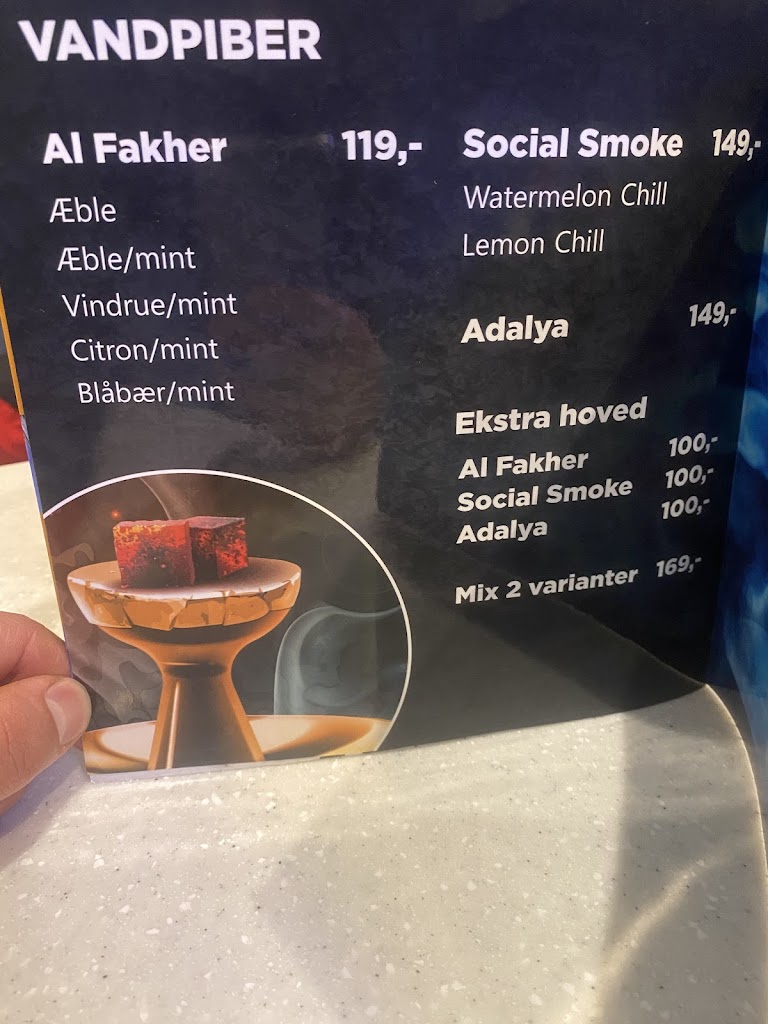 VANDPIBER
Al Fakher 119,-
Æble
Æble/mint
Vindrue/mint
Citron/mint
Blåbær/mint
Social Smoke 149,-
Watermelon Chill
Lemon Chill
Adalya 149,-
Ekstra hoved
Al Fakher 100,-
Social Smoke 100,-
Adalya 100,-
Mix 2 varianter 169,-